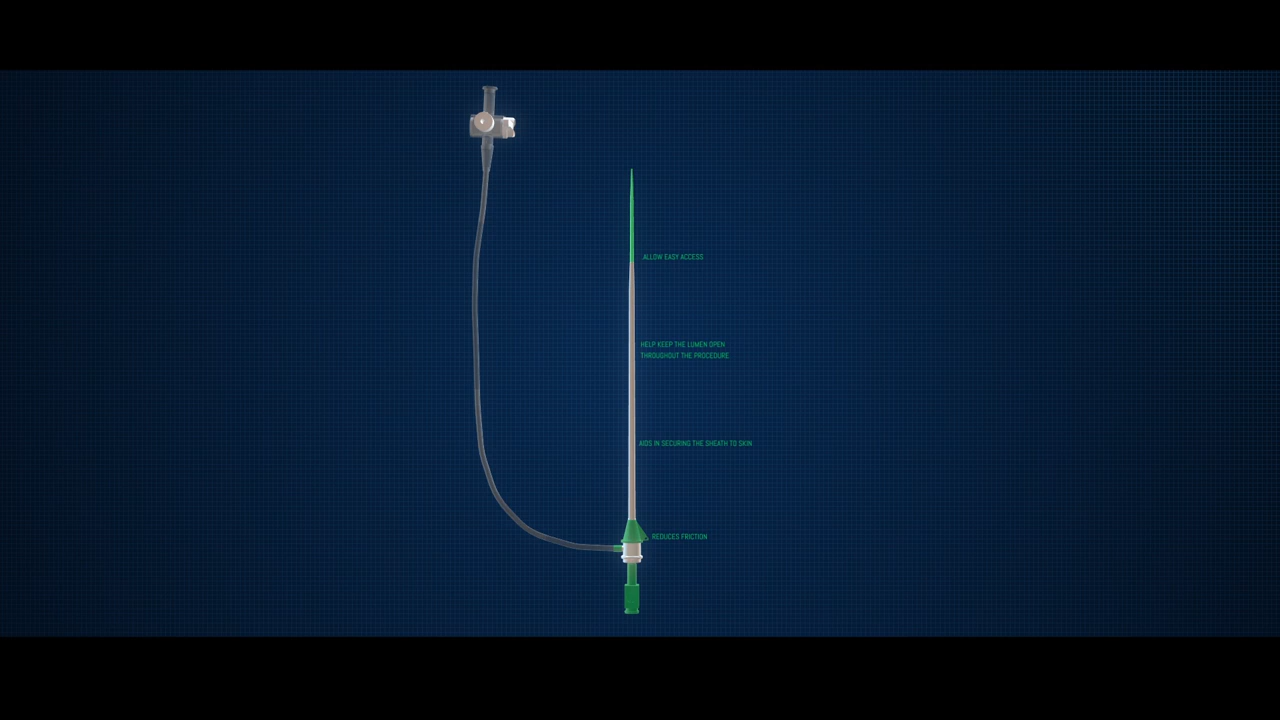 ALLOW EASY ACCESS
HELP KEEP THE LUMEN OPEN
THROUGHOUT THE PROCEDURE
AIDS IN SECURING THE SHEATH TO SKIN
REDUCES FRICTION